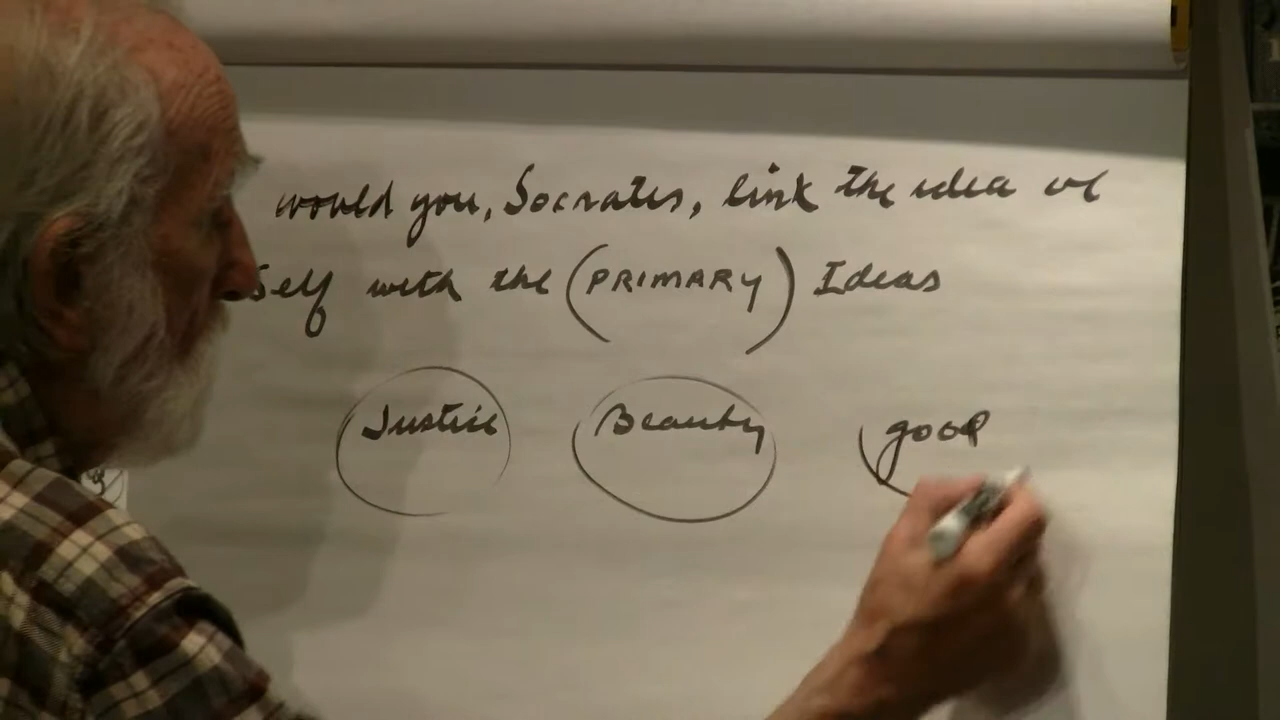 would you, Socrates, link the idea of
Self with the (PRIMARY) Ideas
Justice Beauty good